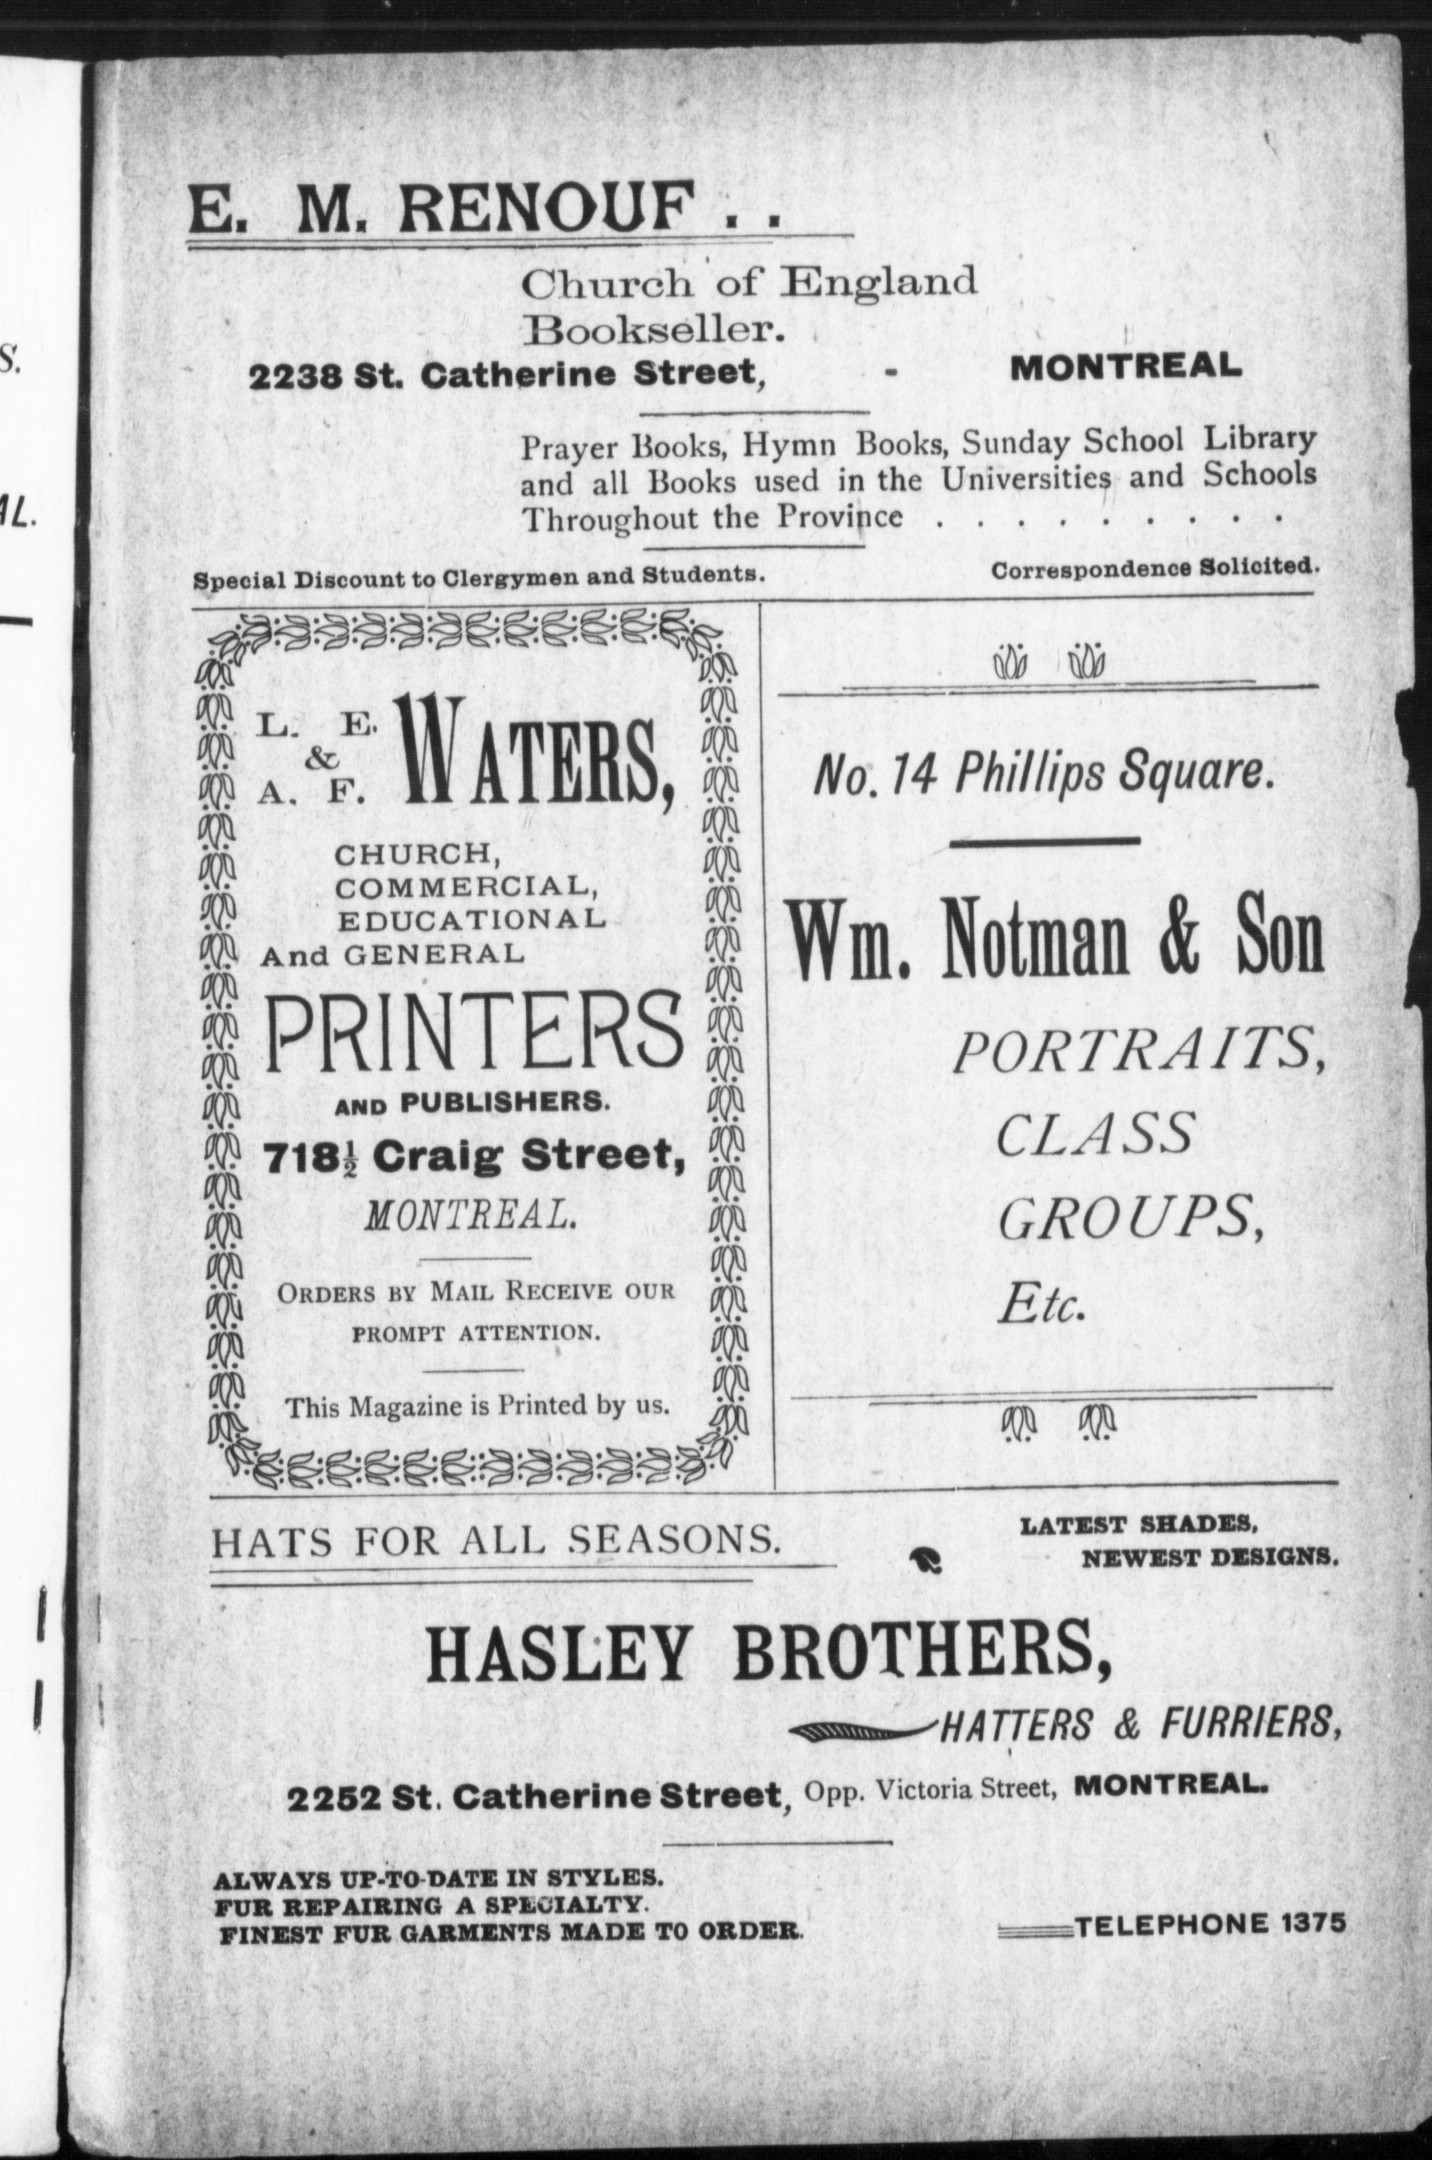 E. M. RENOUF . .
Church of England
Bookseller.
2238 St. Catherine Street, - MONTREAL
Prayer Books, Hymn Books, Sunday School Library
and all Books used in the Universities and Schools
Throughout the Province . . . . . . . . .
Special Discount to Clergymen and Students. Correspondence Solicited.
L. E.
&
A. F.
WATERS,
CHURCH,
COMMERCIAL,
EDUCATIONAL
And GENERAL
PRINTERS
AND PUBLISHERS.
718½ Craig Street,
MONTREAL.
ORDERS BY MAIL RECEIVE OUR
PROMPT ATTENTION.
This Magazine is Printed by us.
No. 14 Phillips Square.
Wm. Notman & Son
PORTRAITS,
CLASS
GROUPS,
Etc.
HATS FOR ALL SEASONS.
LATEST SHADES,
NEWEST DESIGNS.
HASLEY BROTHERS,
HATTERS & FURRIERS,
2252 St. Catherine Street, Opp. Victoria Street, MONTREAL.
ALWAYS UP-TO-DATE IN STYLES.
FUR REPAIRING A SPECIALTY.
FINEST FUR GARMENTS MADE TO ORDER.
TELEPHONE 1375